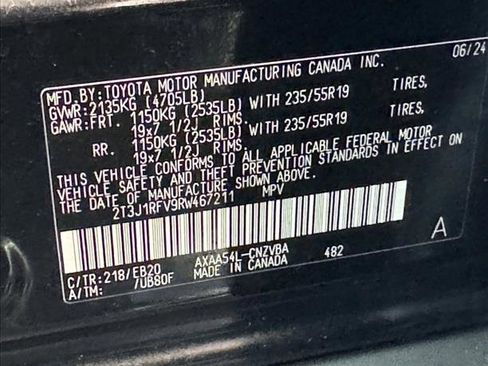 MFD.BY:TOYOTA MOTOR MANUFACTURING CANADA INC. 06/24
GVWR:2135KG (4705LB)
GAWR:FRT. 1150KG (2535LB) WITH 235/55R19 TIRES,
19x7 1/2J RIMS.
RR. 1150KG (2535LB) WITH 235/55R19 TIRES,
19x7 1/2J RIMS.
THIS VEHICLE CONFORMS TO ALL APPLICABLE FEDERAL MOTOR
VEHICLE SAFETY AND THEFT PREVENTION STANDARDS IN EFFECT ON
THE DATE OF MANUFACTURE SHOWN ABOVE.
2T3J1RFV9RW467211 MPV
C/TR:218/EB20 AXAA54L-CNZVBA 482 A
A/TM: /UB80F MADE IN CANADA